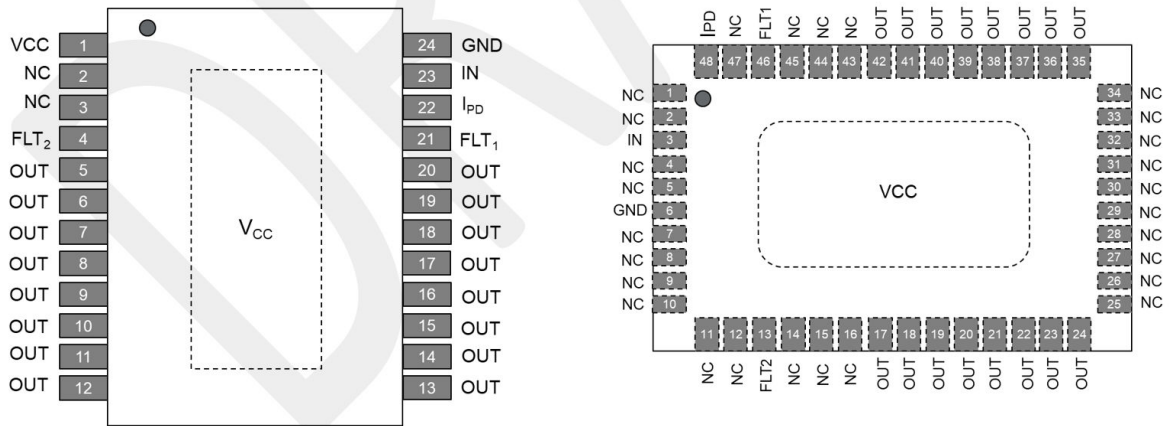 VCC 1 24 GND
NC 2 23 IN
NC 3 22 IPD
FLT2 4 21 FLT1
OUT 5 20 OUT
OUT 6 19 OUT
OUT 7 18 OUT
OUT 8 17 OUT
OUT 9 16 OUT
OUT 10 15 OUT
OUT 11 14 OUT
OUT 12 13 OUT
VCC
IPD NC FLT1 NC NC NC OUT OUT OUT OUT OUT OUT OUT OUT
48 47 46 45 44 43 42 41 40 39 38 37 36 35
NC 1 34 NC
NC 2 33 NC
IN 3 32 NC
NC 4 31 NC
NC 5 30 NC
GND 6 29 NC
NC 7 28 NC
NC 8 27 NC
NC 9 26 NC
NC 10 25 NC
VCC
11 12 13 14 15 16 17 18 19 20 21 22 23 24
NC NC FLT2 NC NC NC OUT OUT OUT OUT OUT OUT OUT OUT